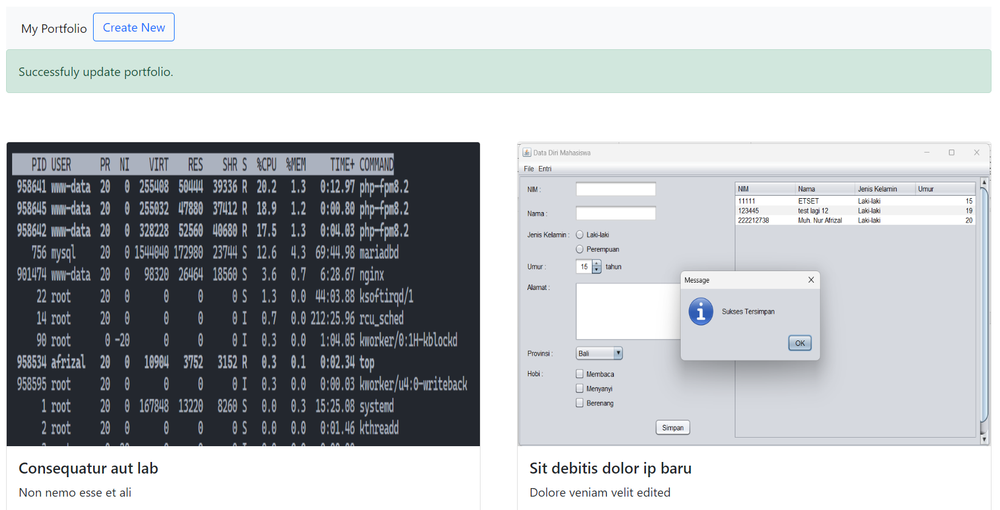 My Portfolio Create New
Successfuly update portfolio.
PID USER PR NI VIRT RES SHR S %CPU %MEM TIME+ COMMAND
958641 www-data 20 0 255408 50444 39336 R 20.2 1.3 0:12.97 php-fpm8.2
958645 www-data 20 0 255032 47880 37412 R 18.9 1.2 0:00.80 php-fpm8.2
958642 www-data 20 0 328228 52560 40680 R 17.5 1.3 0:04.03 php-fpm8.2
756 mysql 20 0 1544040 172980 23744 S 12.6 4.3 69:44.98 mariadbd
901474 www-data 20 0 98320 26464 18560 S 3.6 0.7 6:28.67 nginx
22 root 20 0 0 0 0 S 1.3 0.0 44:03.88 ksoftirqd/1
14 root 20 0 0 0 0 I 0.7 0.0 212:25.96 rcu_sched
90 root 0 -20 0 0 0 I 0.3 0.0 1:04.05 kworker/0:1H-kblockd
958534 afrizal 20 0 10904 3752 3152 R 0.3 0.1 0:02.34 top
958595 root 20 0 0 0 0 I 0.3 0.0 0:00.03 kworker/u4:0-writeback
1 root 20 0 167848 13220 8260 S 0.0 0.3 15:25.08 systemd
2 root 20 0 0 0 0 S 0.0 0.0 0:01.46 kthreadd
Consequatur aut lab
Non nemo esse et ali
Data Diri Mahasiswa
File Entri
NIM :
Nama :
Jenis Kelamin : Laki-laki
Perempuan
Umur : 15 tahun
Alamat :
Provinsi : Bali
Hobi : Membaca
Menyanyi
Berenang
Simpan
NIM Nama Jenis Kelamin Umur
11111 ETSET Laki-laki 15
123445 test lagi 12 Laki-laki 19
222212738 Muh. Nur Afrizal Laki-laki 20
Message
Sukses Tersimpan
OK
Sit debitis dolor ip baru
Dolore veniam velit edited